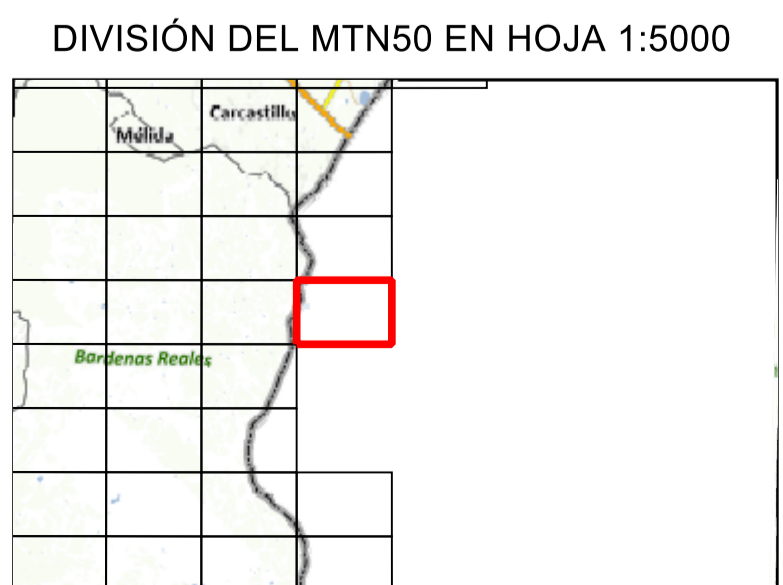 DIVISIÓN DEL MTN50 EN HOJA 1:5000
Carcastillo
Mélida
Bardenas Reales